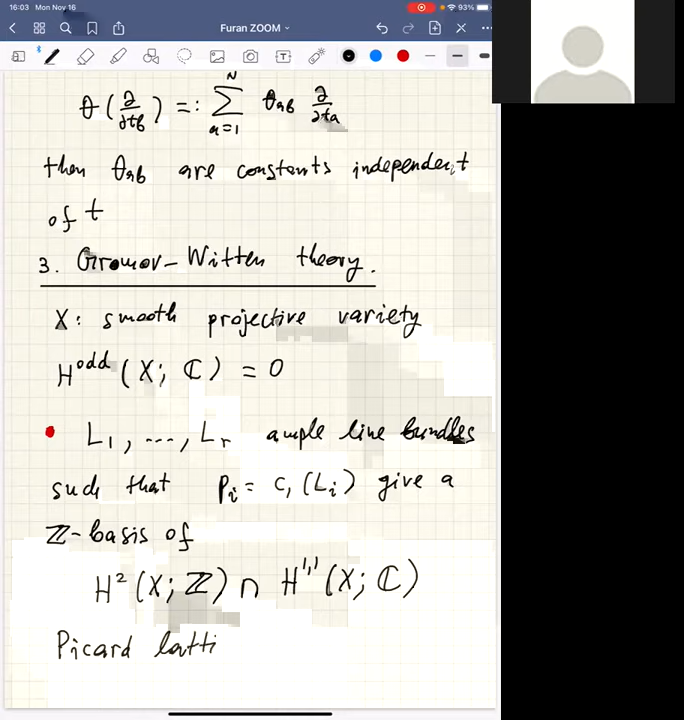 16:03 Mon Nov 16
93%
Furan ZOOM
θ(∂/∂t_b) =: Σ_{a=1}^{N} θ_{ab} ∂/∂t_a
then θ_{ab} are constants independent
of t
3. Gromov-Witten theory.
X: smooth projective variety
H^{odd}(X; ℂ) = 0
• L_1, ..., L_r ample line bundles
such that P_i = c_1(L_i) give a
ℤ-basis of
H^2(X; ℤ) ∩ H^{1,1}(X; ℂ)
Picard latti